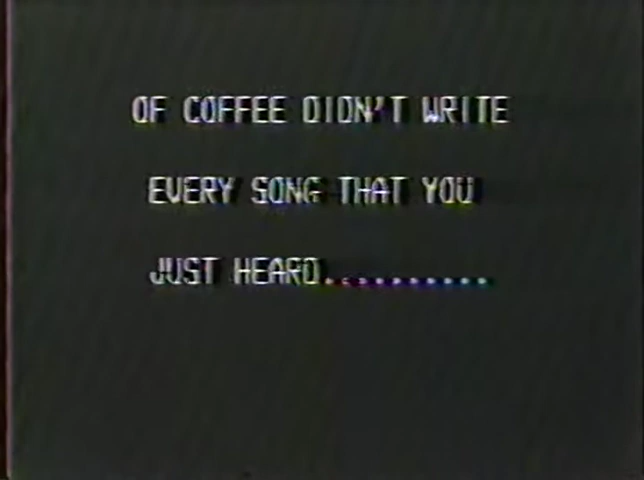 OF COFFEE DIDN'T WRITE
EVERY SONG THAT YOU
JUST HEARD..........